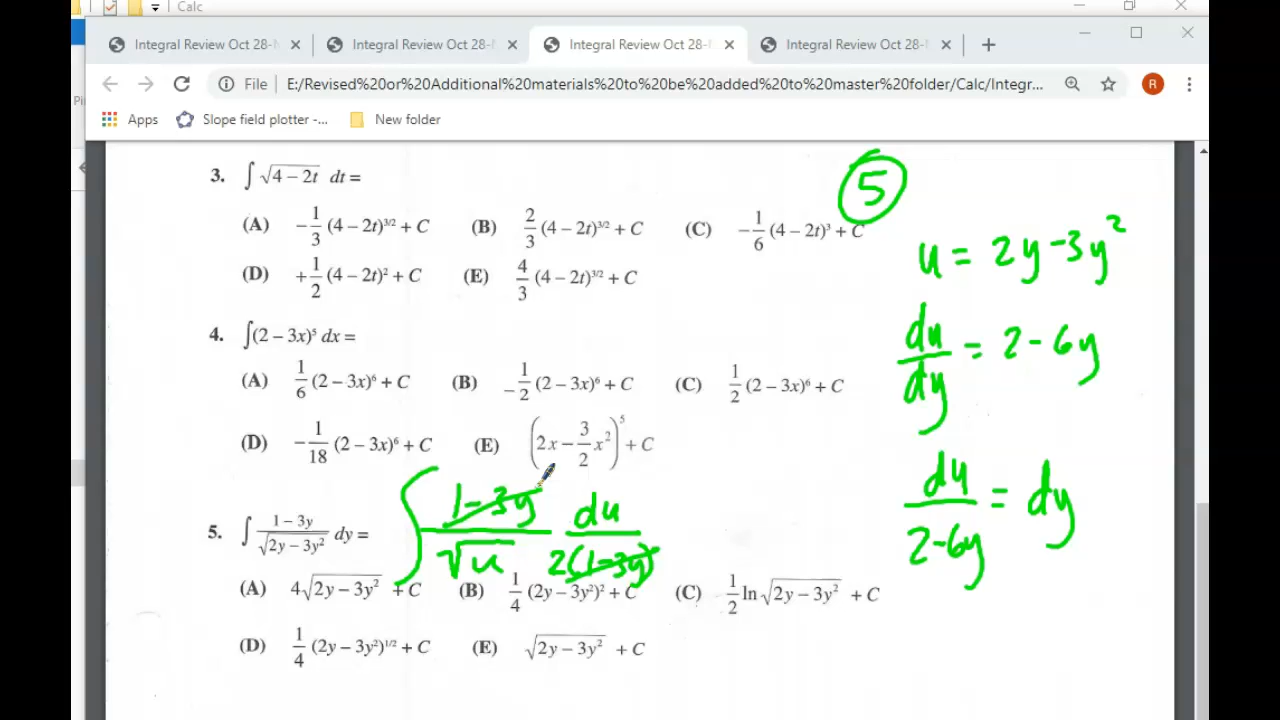 Calc
Integral Review Oct 28-N
Integral Review Oct 28-N
Integral Review Oct 28-
Integral Review Oct 28-
File E:/Revised%20or%20Additional%20materials%20to%20be%20added%20to%20master%20folder/Calc/Integr... R
Apps Slope field plotter -... New folder
3. ∫ √(4 – 2t) dt =
(A) –1/3 (4 – 2t)^3/2 + C (B) 2/3 (4 – 2t)^3/2 + C (C) –1/6 (4 – 2t)^3 + C
(D) +1/2 (4 – 2t)^2 + C (E) 4/3 (4 – 2t)^3/2 + C
4. ∫(2 – 3x)^5 dx =
(A) 1/6 (2 – 3x)^6 + C (B) –1/2 (2 – 3x)^6 + C (C) 1/2 (2 – 3x)^6 + C
(D) –1/18 (2 – 3x)^6 + C (E) (2x – 3/2 x^2)^5 + C
5. ∫ (1 – 3y)/√(2y – 3y^2) dy =
∫ (1-3y)/√u du/2(1-3y)
(A) 4√(2y – 3y^2) + C (B) 1/4 (2y – 3y^2)^2 + C (C) 1/2 ln √(2y – 3y^2) + C
(D) 1/4 (2y – 3y^2)^1/2 + C (E) √(2y – 3y^2) + C
5
u = 2y-3y^2
du/dy = 2-6y
du/2-6y = dy